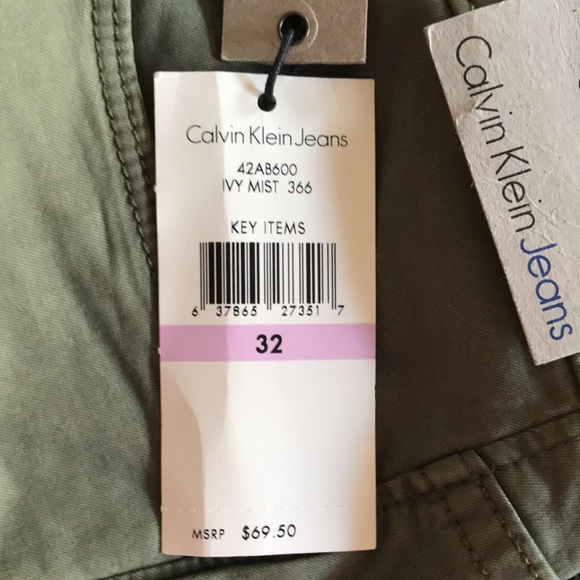 Calvin Klein Jeans
42AB600
IVY MIST 366
KEY ITEMS
6 37865 27351 7
32
MSRP $69.50
Calvin Klein Jeans